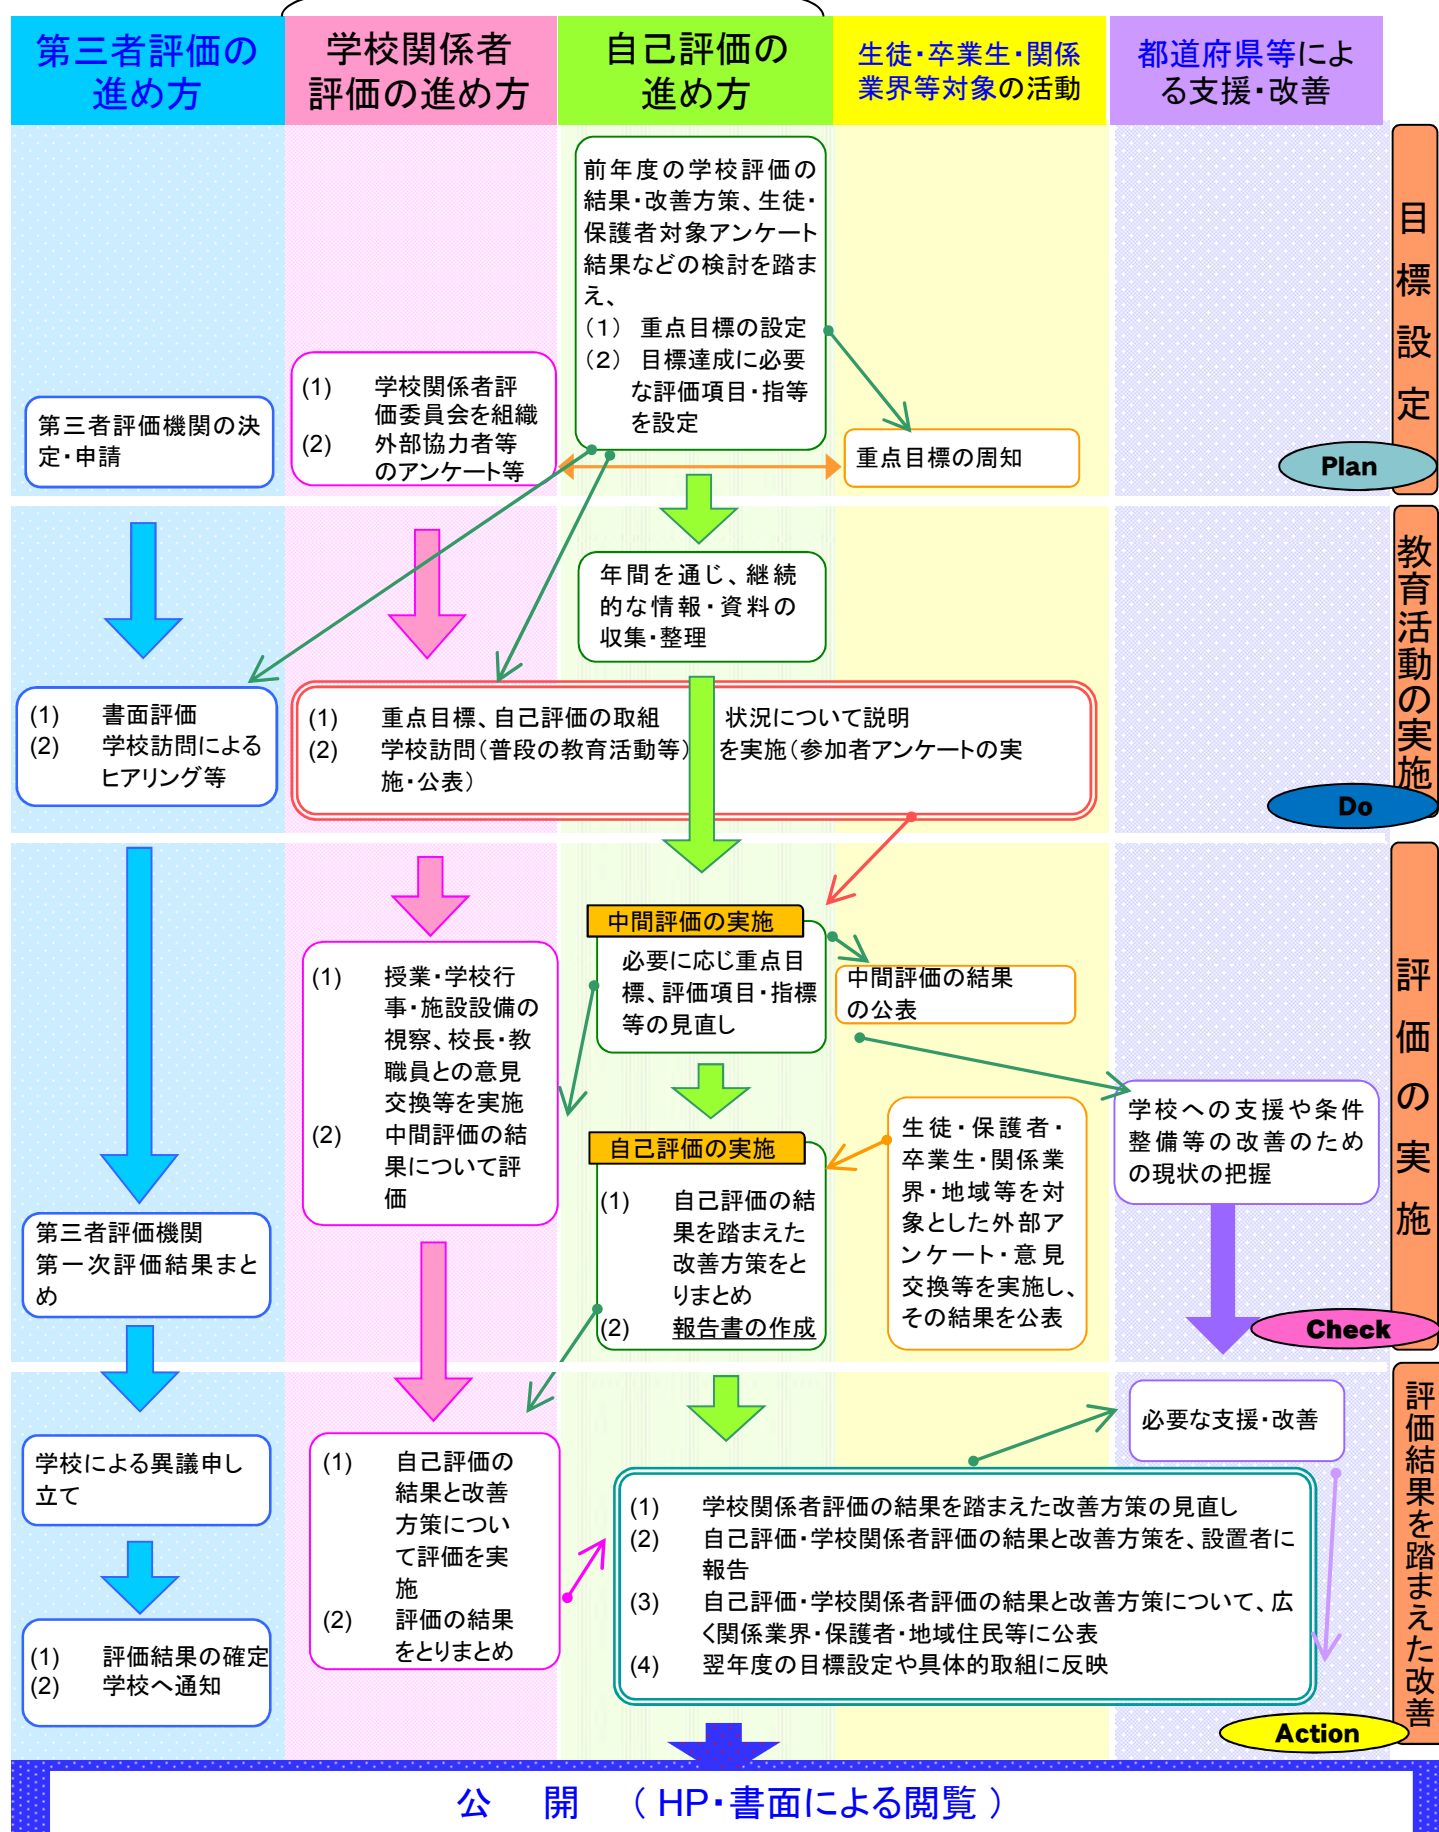 第三者評価の
進め方
学校関係者
評価の進め方
自己評価の
進め方
生徒・卒業生・関係
業界等対象の活動
都道府県等によ
る支援・改善
目標設定
Plan
前年度の学校評価の
結果・改善方策、生徒・
保護者対象アンケート
結果などの検討を踏ま
え、
（１） 重点目標の設定
（２） 目標達成に必要
な評価項目・指等
を設定
(1) 学校関係者評
価委員会を組織
(2) 外部協力者等
のアンケート等
第三者評価機関の決
定・申請
重点目標の周知
教育活動の実施
Do
年間を通じ、継続
的な情報・資料の
収集・整理
(1) 書面評価
(2) 学校訪問による
ヒアリング等
(1) 重点目標、自己評価の取組 状況について説明
(2) 学校訪問（普段の教育活動等） を実施（参加者アンケートの実
施・公表）
評価の実施
Check
中間評価の実施
必要に応じ重点目
標、評価項目・指標
等の見直し
中間評価の結果
の公表
(1) 授業・学校行
事・施設設備の
視察、校長・教
職員との意見
交換等を実施
(2) 中間評価の結
果について評
価
自己評価の実施
(1) 自己評価の結
果を踏まえた
改善方策をと
りまとめ
(2) 報告書の作成
生徒・保護者・
卒業生・関係業
界・地域等を対
象とした外部ア
ンケート・意見
交換等を実施し、
その結果を公表
学校への支援や条件
整備等の改善のため
の現状の把握
第三者評価機関
第一次評価結果まと
め
評価結果を踏まえた改善
Action
必要な支援・改善
学校による異議申し
立て
(1) 自己評価の
結果と改善
方策につい
て評価を実
施
(2) 評価の結果
をとりまとめ
(1) 学校関係者評価の結果を踏まえた改善方策の見直し
(2) 自己評価・学校関係者評価の結果と改善方策を、設置者に
報告
(3) 自己評価・学校関係者評価の結果と改善方策について、広
く関係業界・保護者・地域住民等に公表
(4) 翌年度の目標設定や具体的取組に反映
(1) 評価結果の確定
(2) 学校へ通知
公 開 （ HP・書面による閲覧 ）